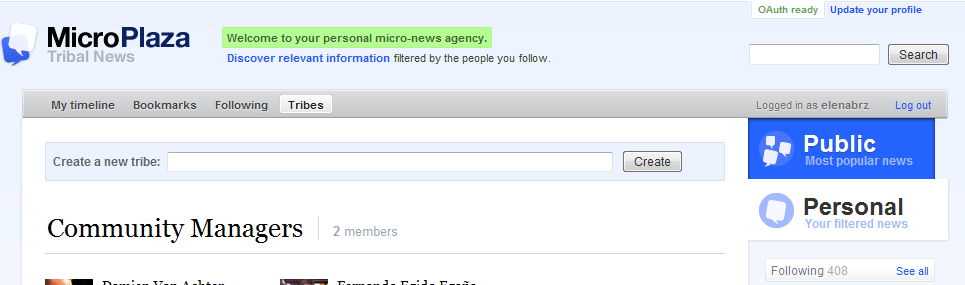 OAuth ready Update your profile
MicroPlaza
Tribal News
Welcome to your personal micro-news agency.
Discover relevant information filtered by the people you follow.
Search
My timeline Bookmarks Following Tribes Logged in as elenabrz Log out
Public
Most popular news
Create a new tribe: Create
Personal
Your filtered news
Community Managers 2 members
Following 408 See all